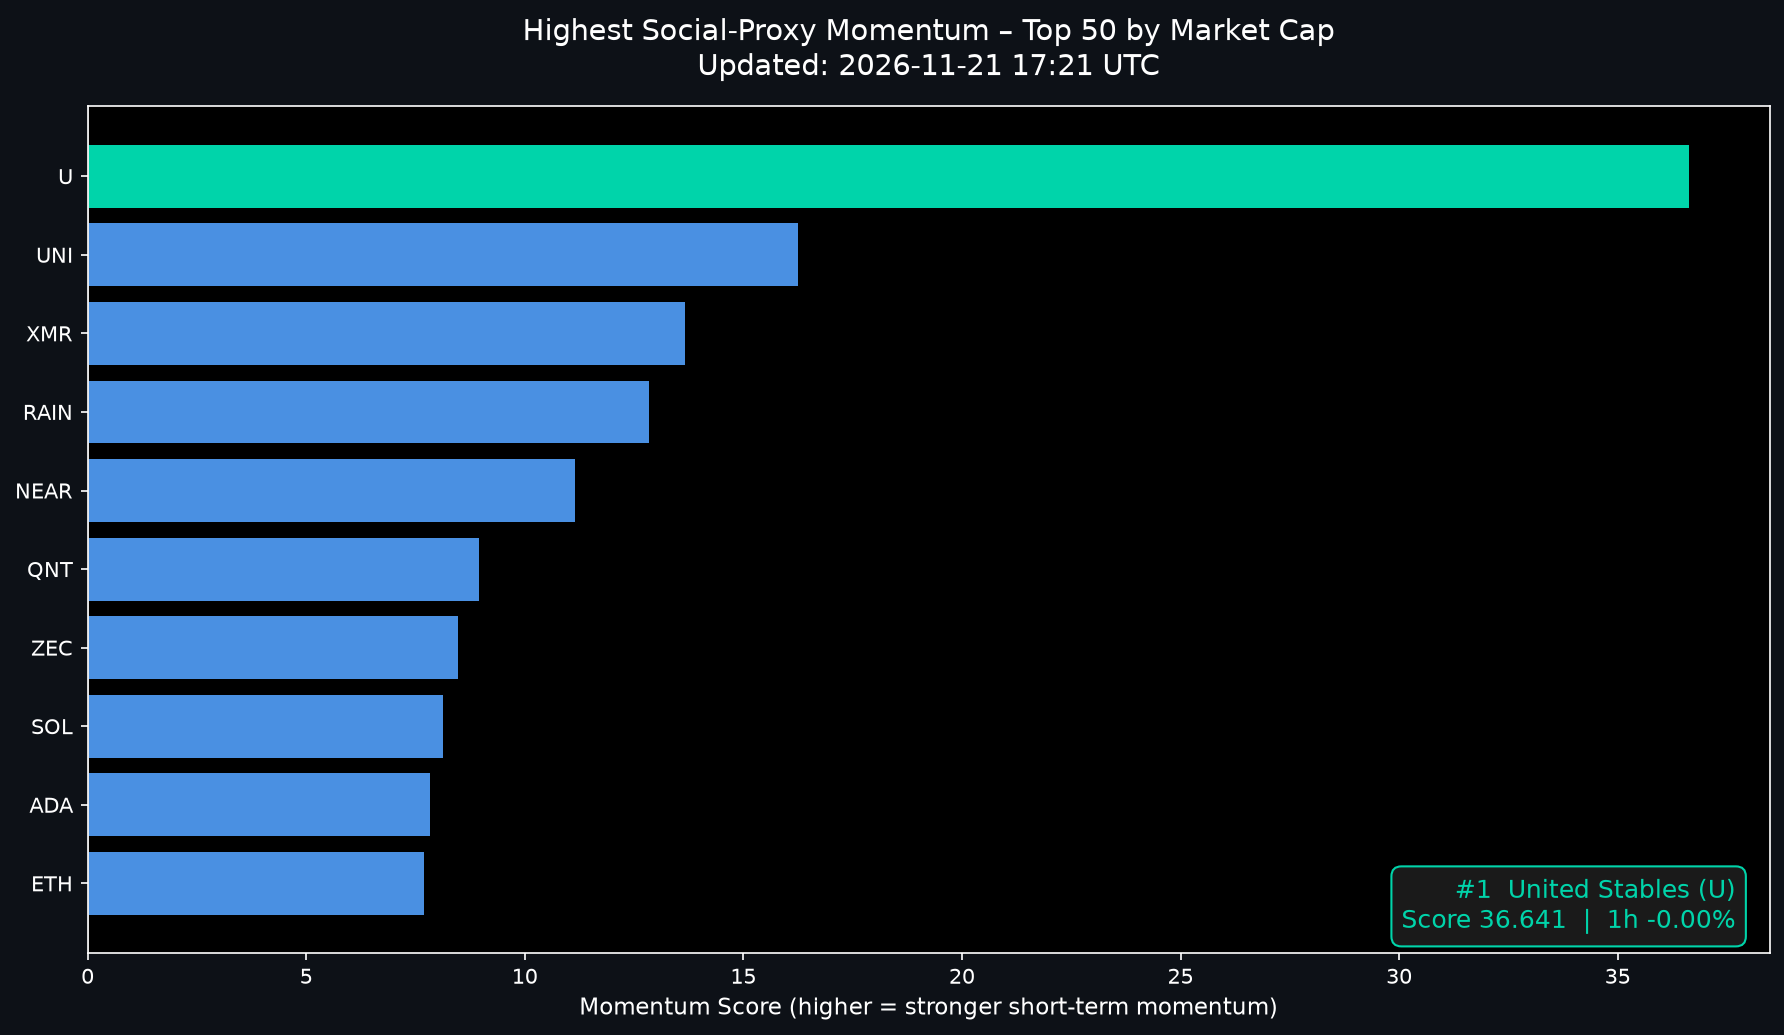 Highest Social-Proxy Momentum – Top 50 by Market Cap
Updated: 2026-11-21 17:21 UTC
U
UNI
XMR
RAIN
NEAR
QNT
ZEC
SOL
ADA
ETH
#1 United Stables (U)
Score 36.641 | 1h -0.00%
0 5 10 15 20 25 30 35
Momentum Score (higher = stronger short-term momentum)